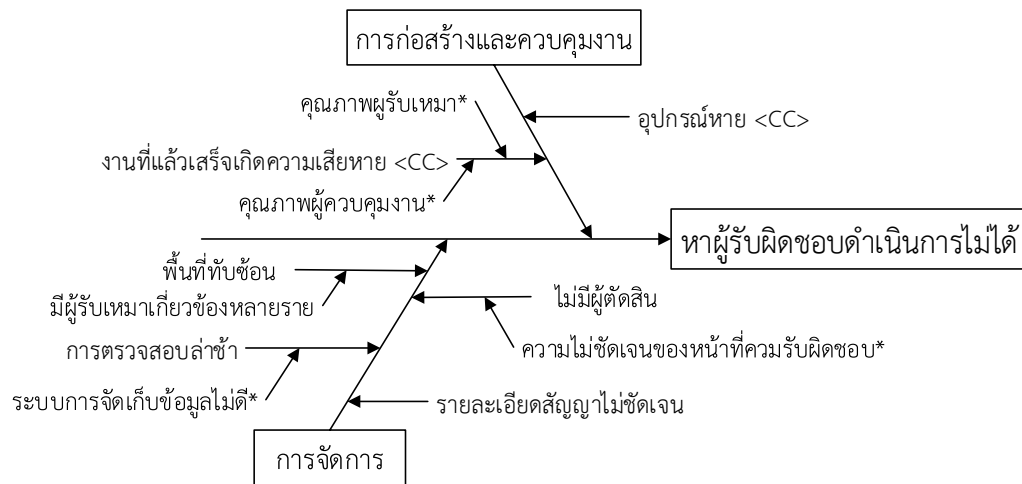 การก่อสร้างและควบคุมงาน
คุณภาพผู้รับเหมา*
อุปกรณ์หาย <CC>
งานที่แล้วเสร็จเกิดความเสียหาย <CC>
คุณภาพผู้ควบคุมงาน*
หาผู้รับผิดชอบดำเนินการไม่ได้
พื้นที่ทับซ้อน
ไม่มีผู้ตัดสิน
มีผู้รับเหมาเกี่ยวข้องหลายราย
การตรวจสอบล่าช้า
ความไม่ชัดเจนของหน้าที่ควมรับผิดชอบ*
ระบบการจัดเก็บข้อมูลไม่ดี*
รายละเอียดสัญญาไม่ชัดเจน
การจัดการ